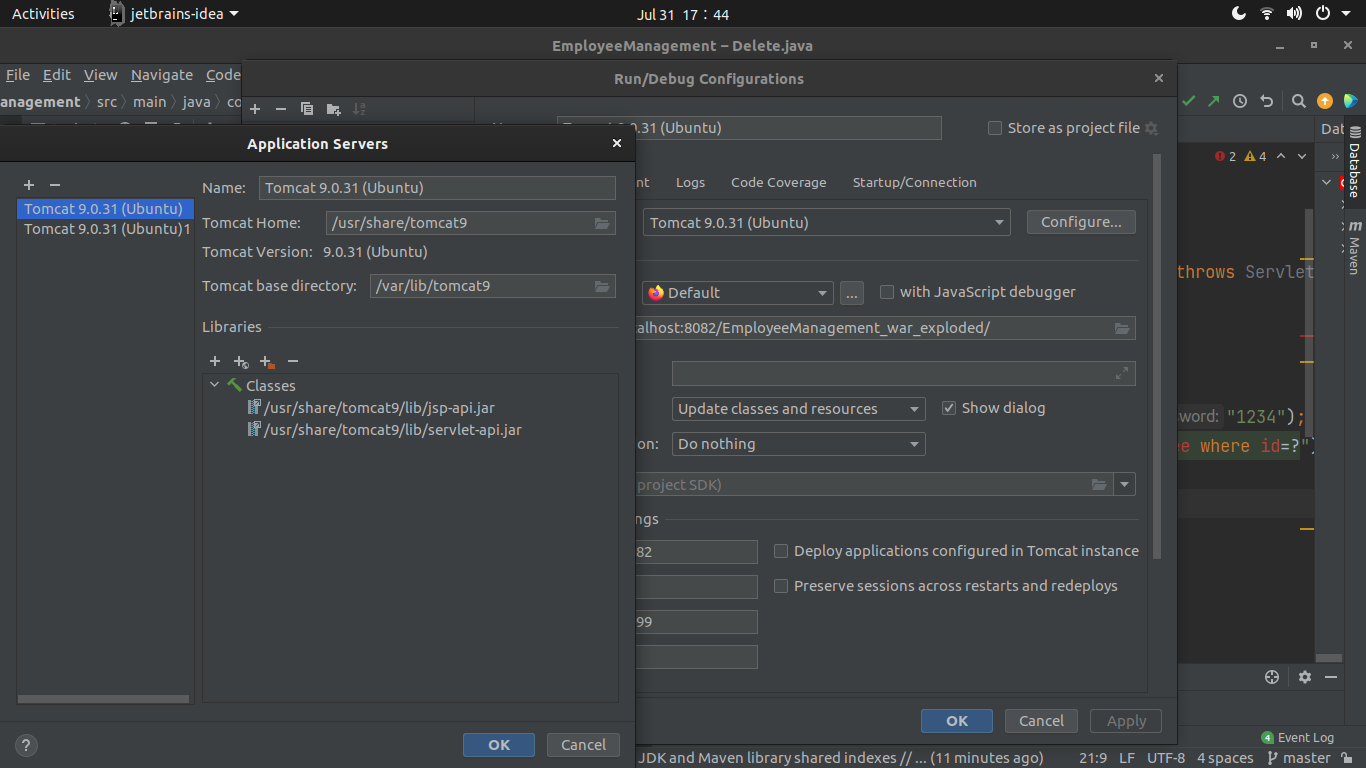 Activities jetbrains-idea Jul 31 17:44
EmployeeManagement – Delete.java
File Edit View Navigate Code
Run/Debug Configurations
anagement src main java co
Store as project file
Tomcat 9.0.31 (Ubuntu)
Dat
Application Servers
2 4
Name: Tomcat 9.0.31 (Ubuntu)
nt Logs Code Coverage Startup/Connection
Tomcat 9.0.31 (Ubuntu)
Tomcat 9.0.31 (Ubuntu)1
Tomcat Home: /usr/share/tomcat9
Tomcat 9.0.31 (Ubuntu) Configure...
Tomcat Version: 9.0.31 (Ubuntu)
Tomcat base directory: /var/lib/tomcat9
Default ... with JavaScript debugger
throws Servlet
Libraries
alhost:8082/EmployeeManagement_war_exploded/
Classes
/usr/share/tomcat9/lib/jsp-api.jar
/usr/share/tomcat9/lib/servlet-api.jar
Update classes and resources Show dialog
on: Do nothing
sword: "1234");
ee where id=?")
project SDK)
ngs
82 Deploy applications configured in Tomcat instance
Preserve sessions across restarts and redeploys
99
OK Cancel Apply
? OK Cancel
Database
m Maven
4 Event Log
JDK and Maven library shared indexes // ... (11 minutes ago) 21:9 LF UTF-8 4 spaces master